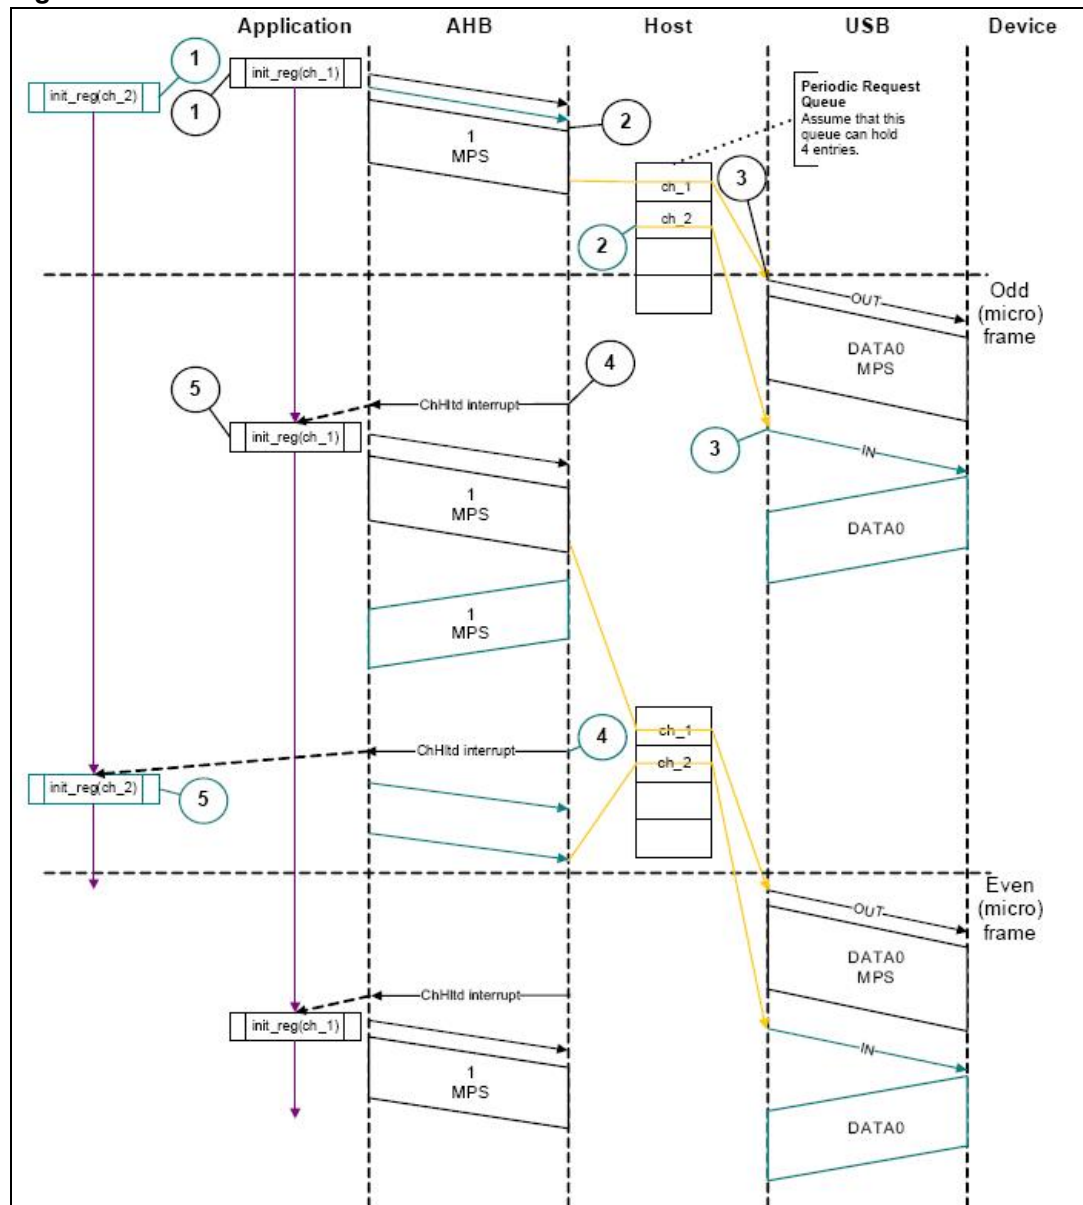 Application AHB Host USB Device
1
init_reg(ch_1)
init_reg(ch_2)
1
Periodic Request
Queue
Assume that this
queue can hold
4 entries.
2
1
MPS
3
ch_1
ch_2
2
Odd
(micro)
frame
OUT
DATA0
MPS
4
5
ChHltd interrupt
init_reg(ch_1)
3
IN
1
MPS
DATA0
1
MPS
ch_1
4
ChHltd interrupt
ch_2
init_reg(ch_2)
5
Even
(micro)
frame
OUT
DATA0
MPS
ChHltd interrupt
init_reg(ch_1)
IN
1
MPS
DATA0